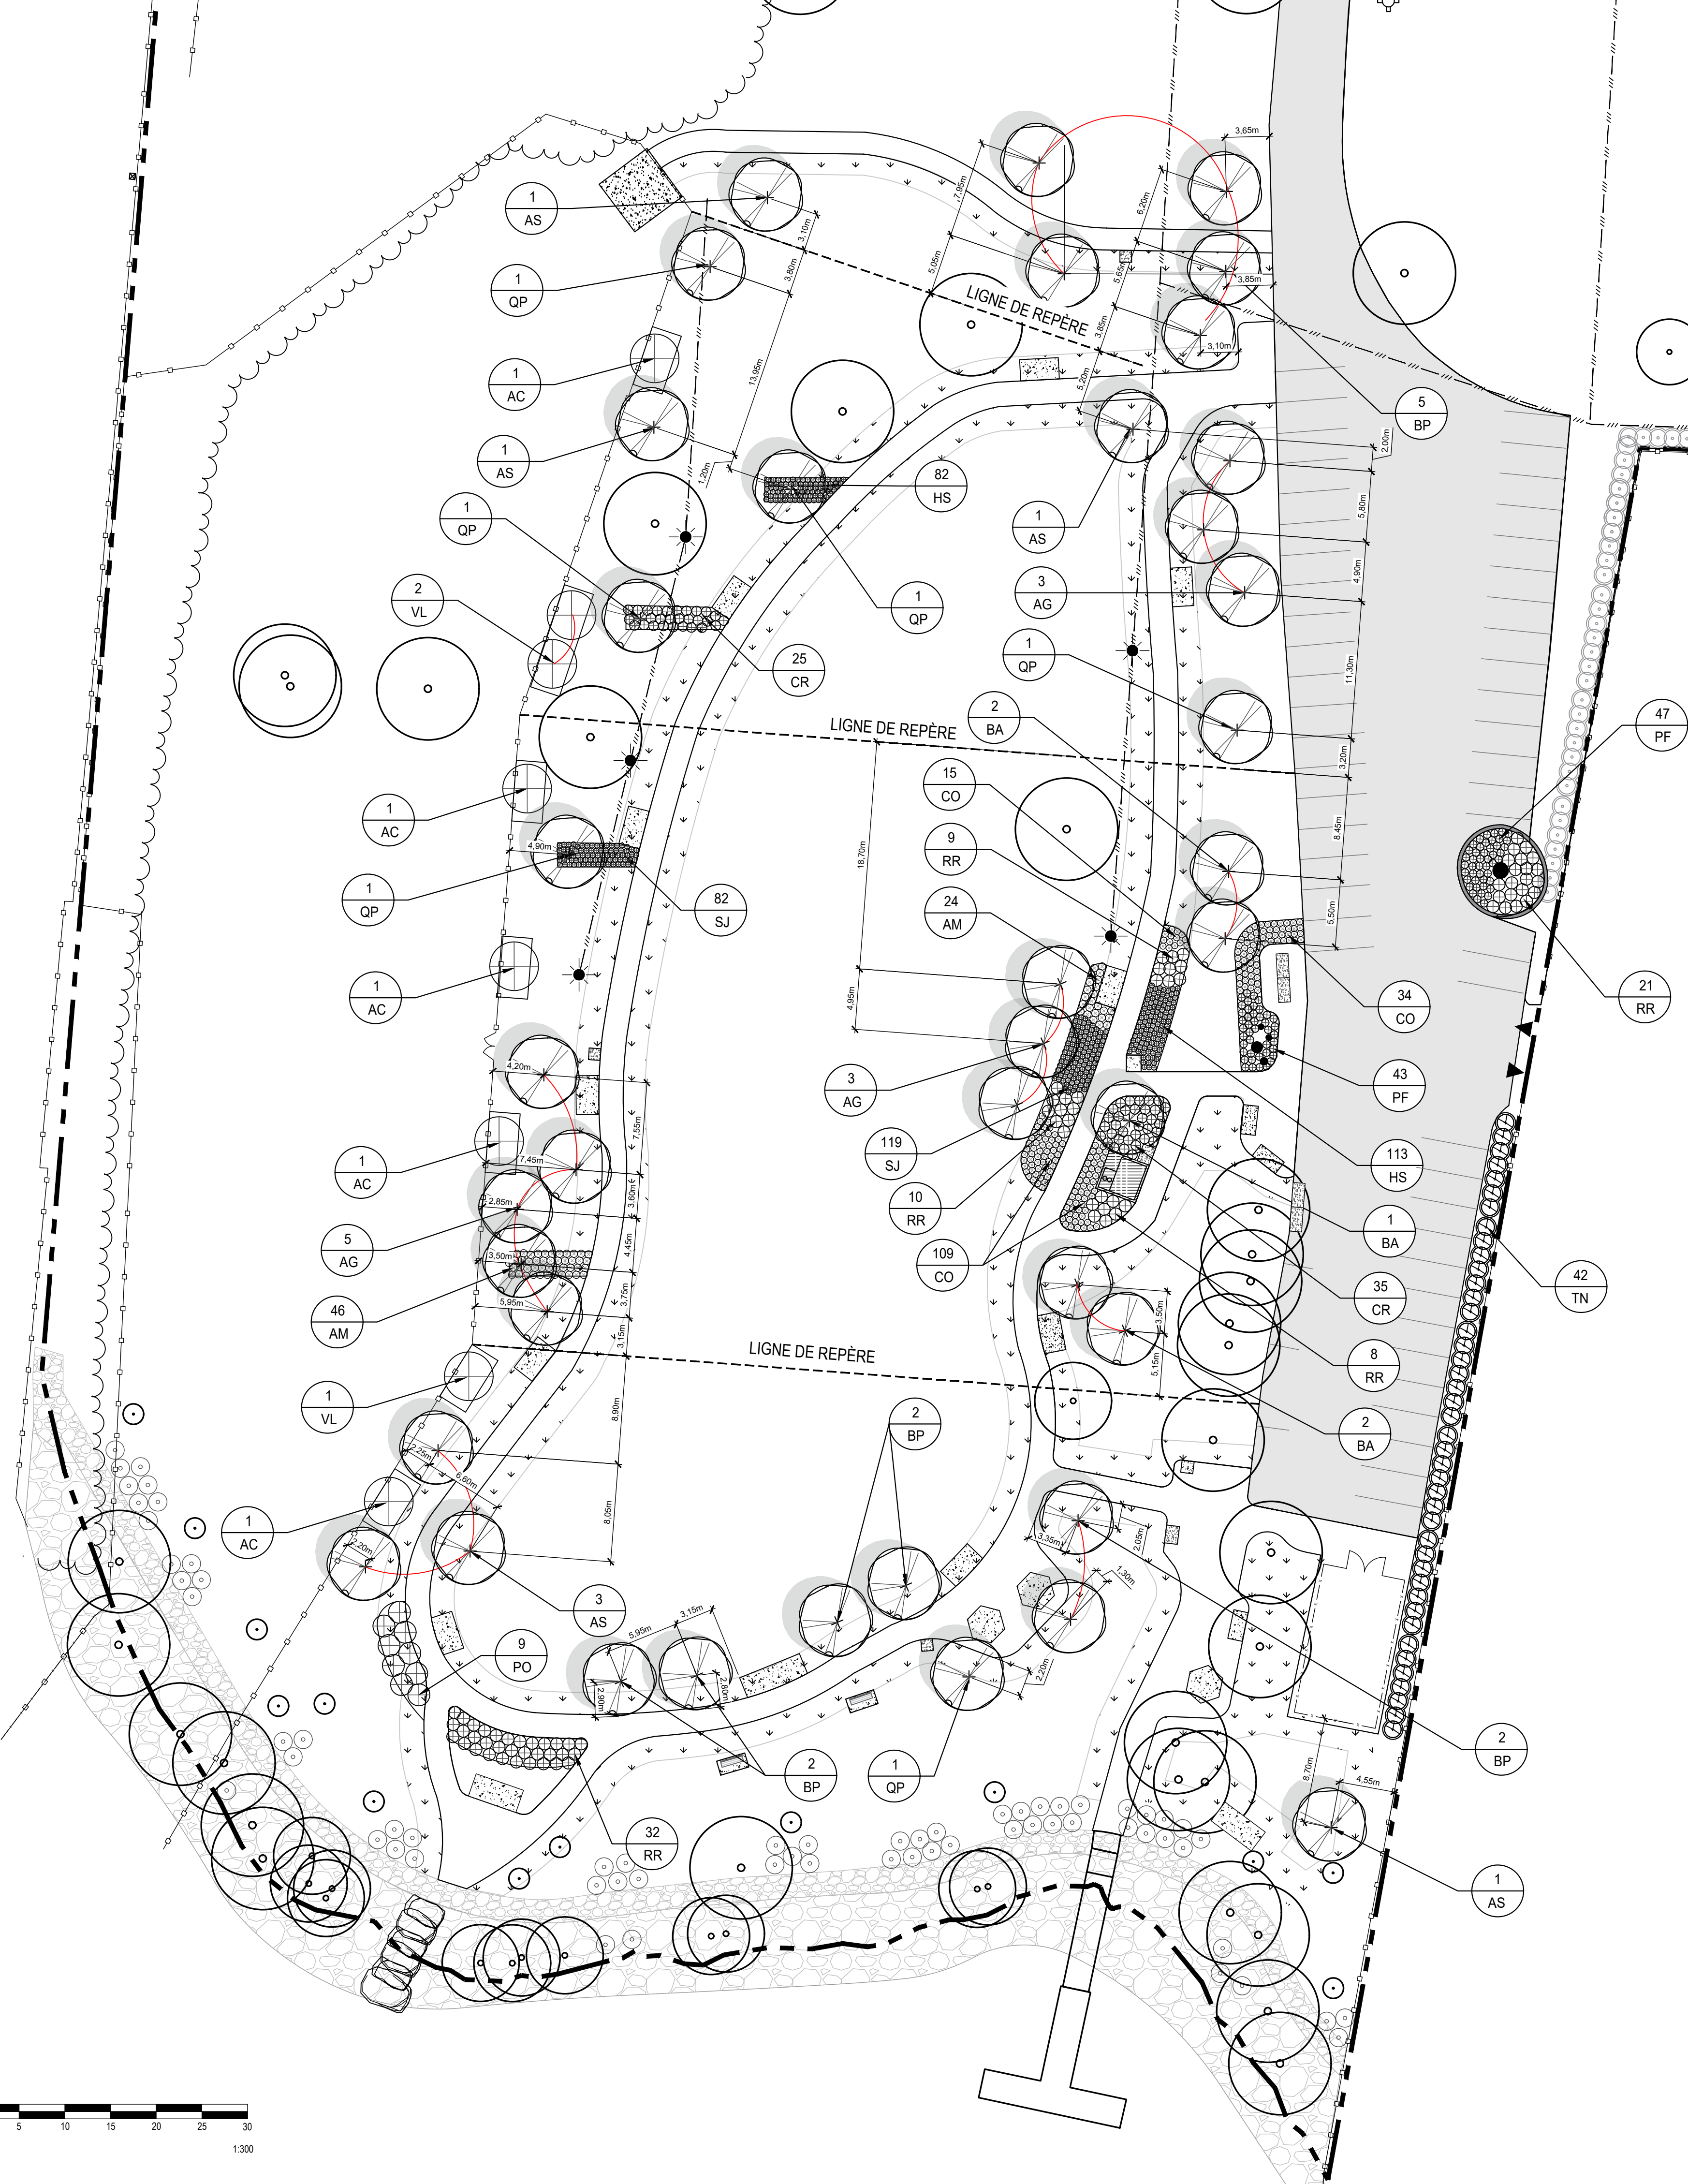 3,65m
7,95m
6,20m
1
AS
3,10m
5,05m
5,65m
3,80m
3,85m
1
QP
LIGNE DE REPÈRE
3,85m
3,10m
1
AC
13,95m
5,20m
5
BP
1
AS
2,00m
1,20m
82
HS
1
QP
1
AS
5,80m
2
VL
1
QP
3
AG
4,90m
25
CR
1
QP
11,30m
2
BA
47
PF
LIGNE DE REPÈRE
3,20m
15
CO
1
AC
8,45m
4,90m
18,70m
9
RR
1
QP
82
SJ
24
AM
5,50m
1
AC
4,95m
34
CO
21
RR
4,20m
3
AG
43
PF
7,55m
119
SJ
1
AC
7,45m
113
HS
2,85m
3,60m
10
RR
1
BA
5
AG
3,50m
4,45m
109
CO
42
TN
46
AM
5,95m
3,75m
3,50m
35
CR
3,15m
LIGNE DE REPÈRE
5,15m
8
RR
1
VL
8,90m
2
BP
2
BA
2,25m
6,60m
1
AC
8,05m
3,35m
2,05m
2,20m
1,30m
3
AS
3,15m
5,95m
9
PO
2,90m
2,80m
2,20m
2
BP
1
QP
2
BP
8,70m
4,55m
32
RR
1
AS
5 10 15 20 25 30
1:300